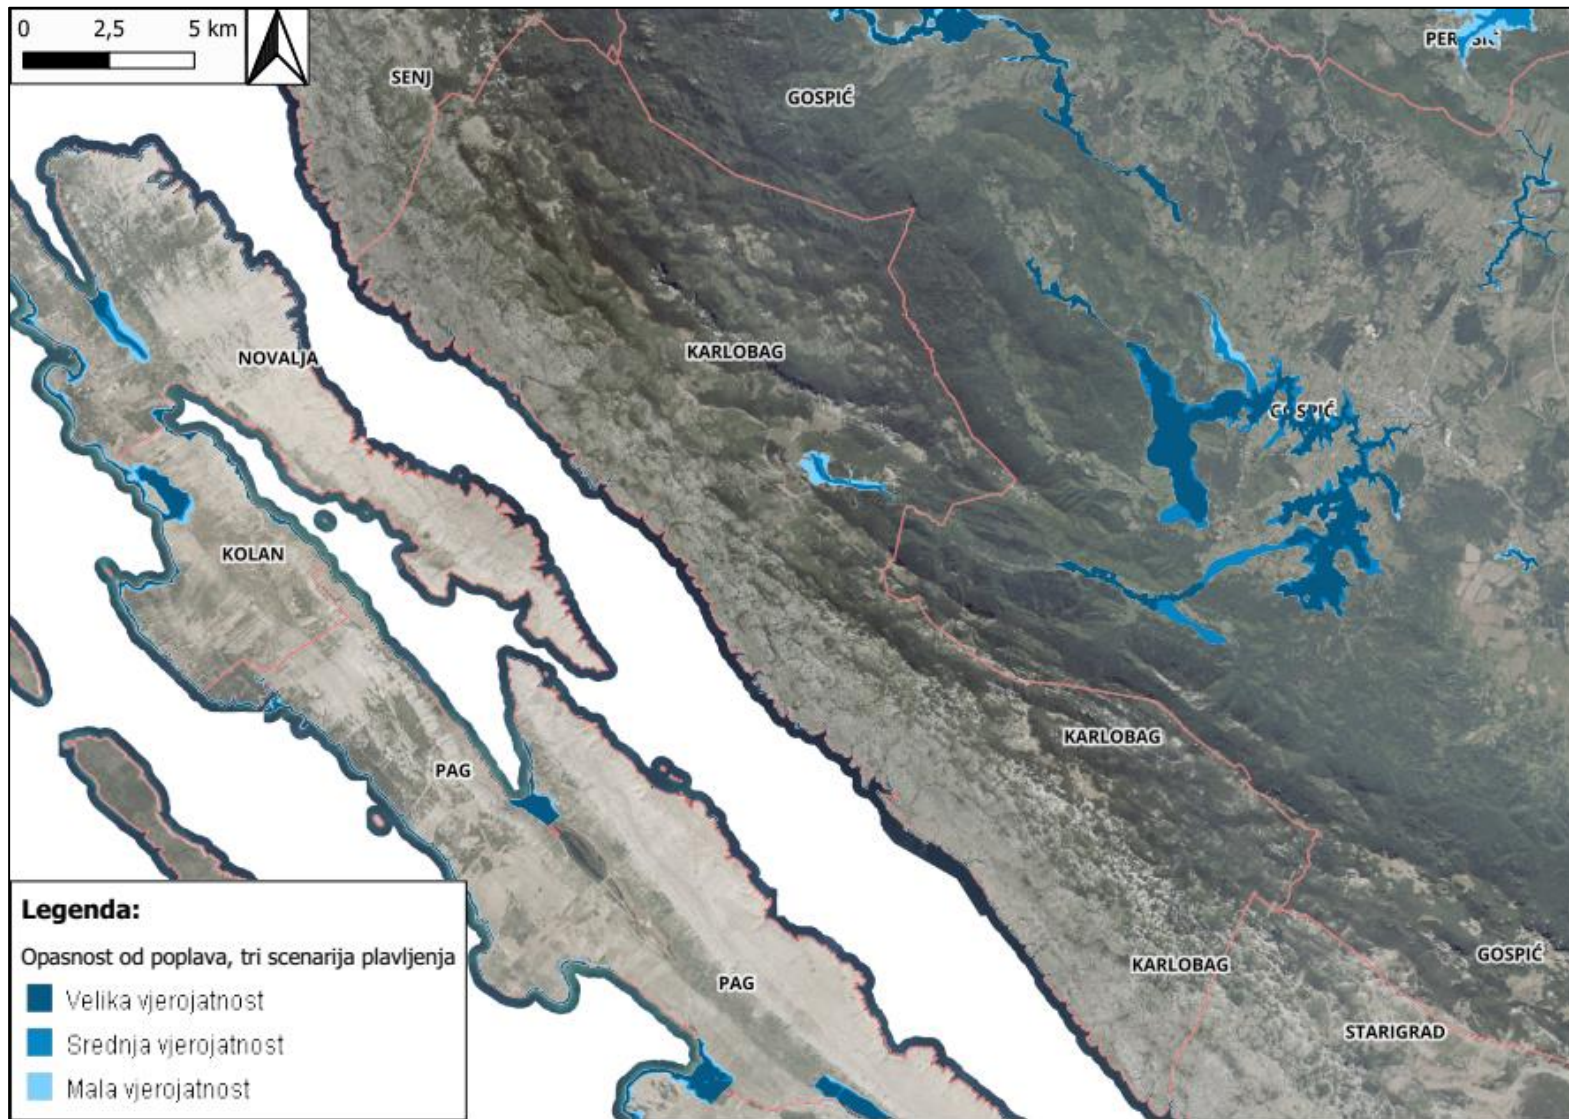 0 2,5 5 km
SENJ
GOSPIĆ
PERUŠIĆ
NOVALJA
KARLOBAG
GOSPIĆ
KOLAN
KARLOBAG
PAG
KARLOBAG
GOSPIĆ
PAG
STARIGRAD
Legenda:
Opasnost od poplava, tri scenarija plavljenja
Velika vjerojatnost
Srednja vjerojatnost
Mala vjerojatnost